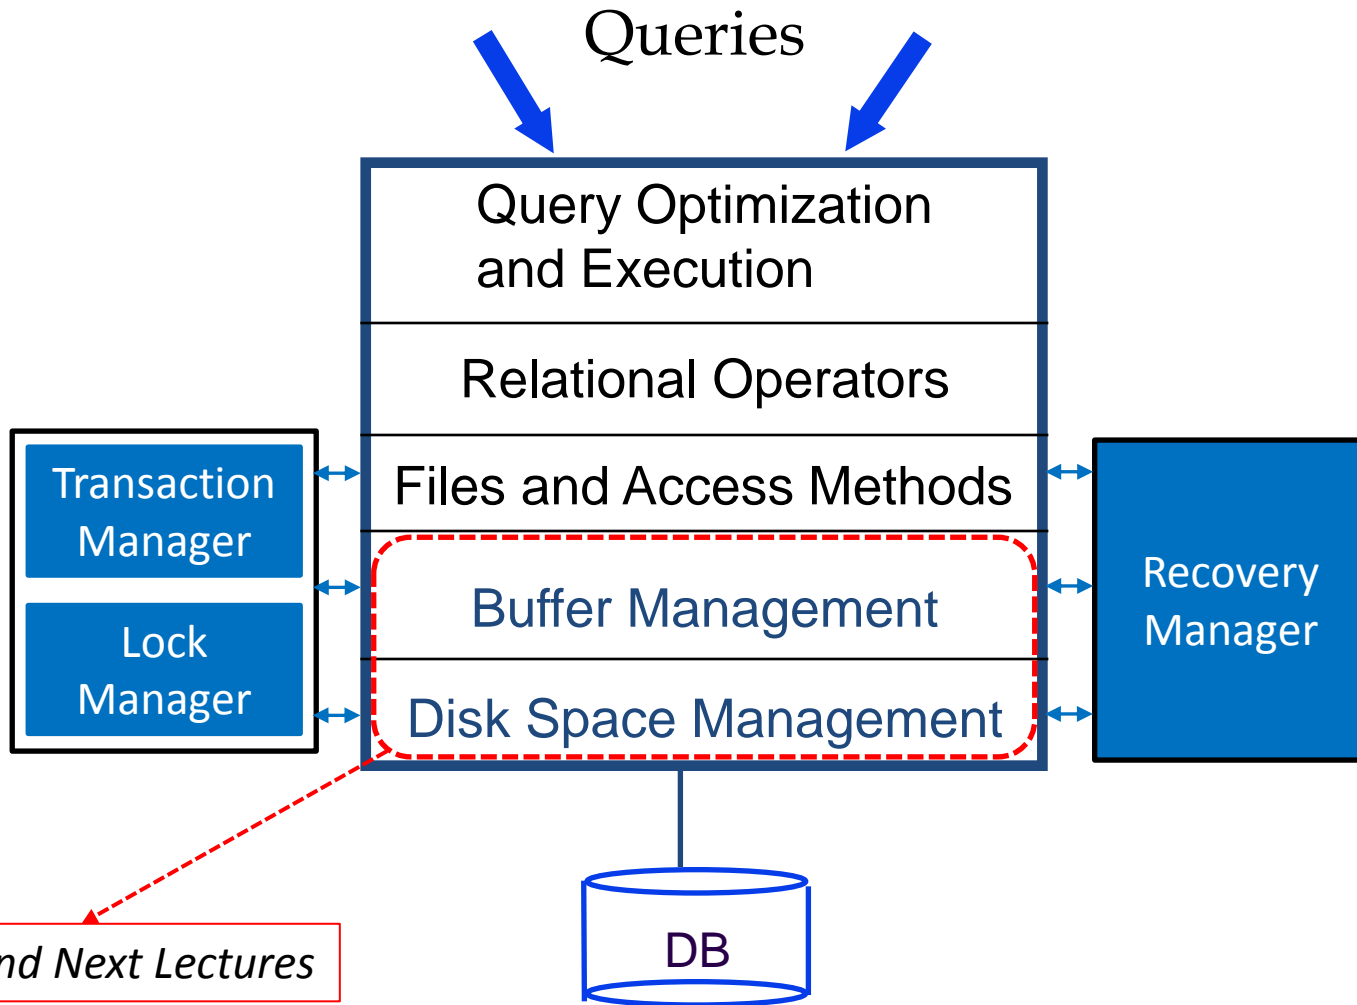 Queries
Query Optimization
and Execution
Relational Operators
Files and Access Methods
Buffer Management
Disk Space Management
Transaction
Manager
Lock
Manager
Recovery
Manager
DB
Next Lectures